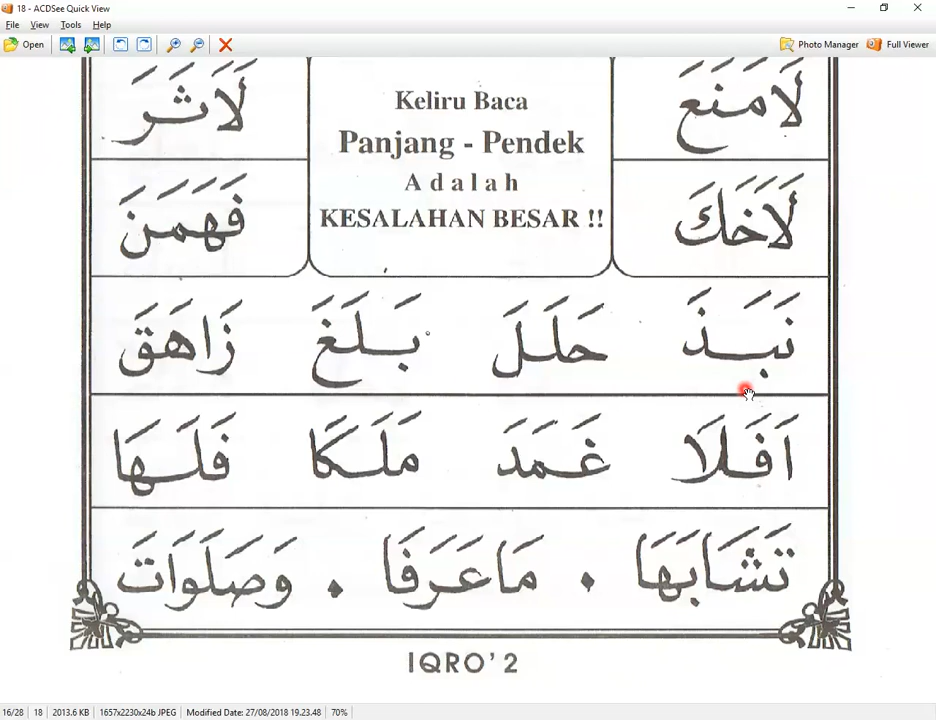 18 - ACDSee Quick View
File View Tools Help
Open Photo Manager Full Viewer
لَامَنَعَ Keliru Baca لَاثَرَ
Panjang - Pendek
Adalah
لَاخَكَ KESALAHAN BESAR !! فَهَمَنَ
نَبَذَ حَلَلَ بَلَغَ زَاهَقَ
اَفَلَا غَمَدَ مَلَكَا فَلَهَا
تَشَابَهَا • مَاعَرَفَا • وَصَلَوَاتَ
IQRO' 2
16/28 18 2013.6 KB 1657x2230x24b JPEG Modified Date: 27/08/2018 19.23.48 70%